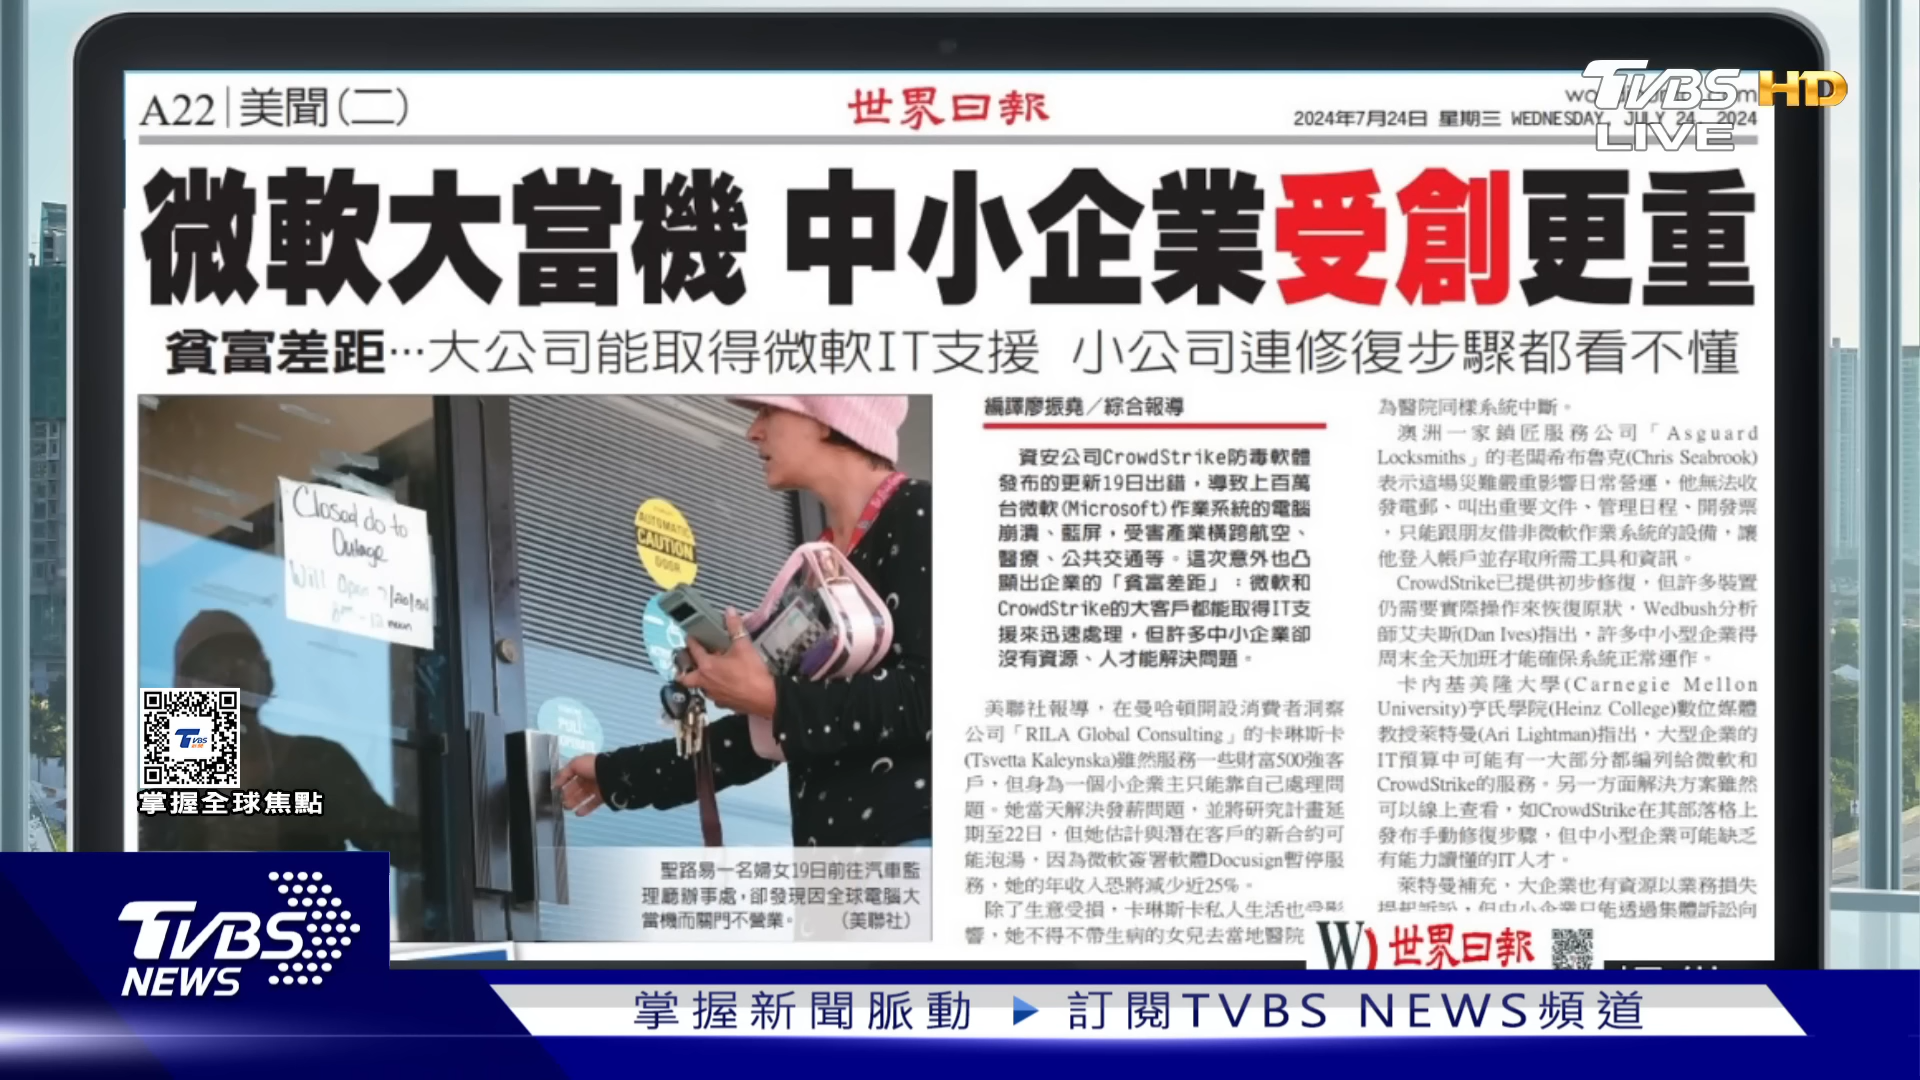 A22 美聞(二)
世界日報
2024年7月24日 星期三 WEDNESDAY, JULY 24, 2024
TVBS HD
LIVE
微軟大當機 中小企業受創更重
貧富差距…大公司能取得微軟IT支援 小公司連修復步驟都看不懂
Closed do to
Outage
Will Open 7/20/24
8am-12 noon
AUTOMATIC
CAUTION
DOOR
PULL
聖路易一名婦女19日前往汽車監
理廳辦事處,卻發現因全球電腦大
當機而關門不營業。 (美聯社)
編譯廖振堯/綜合報導
資安公司CrowdStrike防毒軟體
發布的更新19日出錯,導致上百萬
台微軟(Microsoft)作業系統的電腦
崩潰、藍屏,受害產業橫跨航空、
醫療、公共交通等。這次意外也凸
顯出企業的「貧富差距」:微軟和
CrowdStrike的大客戶都能取得IT支
援來迅速處理,但許多中小企業卻
沒有資源、人才能解決問題。
美聯社報導,在曼哈頓開設消費者洞察
公司「RILA Global Consulting」的卡琳斯卡
(Tsvetta Kaleynska)雖然服務一些財富500強客
戶,但身為一個小企業主只能靠自己處理問
題。她當天解決發薪問題,並將研究計畫延
期至22日,但她估計與潛在客戶的新合約可
能泡湯,因為微軟簽署軟體Docusign暫停服
務,她的年收入恐將減少近25%。
除了生意受損,卡琳斯卡私人生活也受影
響,她不得不帶生病的女兒去當地醫院
為醫院同樣系統中斷。
澳洲一家鎖匠服務公司「Asguard
Locksmiths」的老闆希布魯克(Chris Seabrook)
表示這場災難嚴重影響日常營運,他無法收
發電郵、叫出重要文件、管理日程、開發票
,只能跟朋友借非微軟作業系統的設備,讓
他登入帳戶並存取所需工具和資訊。
CrowdStrike已提供初步修復,但許多裝置
仍需要實際操作來恢復原狀,Wedbush分析
師艾夫斯(Dan Ives)指出,許多中小型企業得
周末全天加班才能確保系統正常運作。
卡內基美隆大學(Carnegie Mellon
University)亨氏學院(Heinz College)數位媒體
教授萊特曼(Ari Lightman)指出,大型企業的
IT預算中可能有一大部分都編列給微軟和
CrowdStrike的服務。另一方面解決方案雖然
可以線上查看,如CrowdStrike在其部落格上
發布手動修復步驟,但中小型企業可能缺乏
有能力讀懂的IT人才。
萊特曼補充,大企業也有資源以業務損失
提起訴訟,但中小企業只能透過集體訴訟向
W) 世界日報
TVBS
新聞
掌握全球焦點
TVBS
NEWS
掌握新聞脈動 訂閱TVBS NEWS頻道